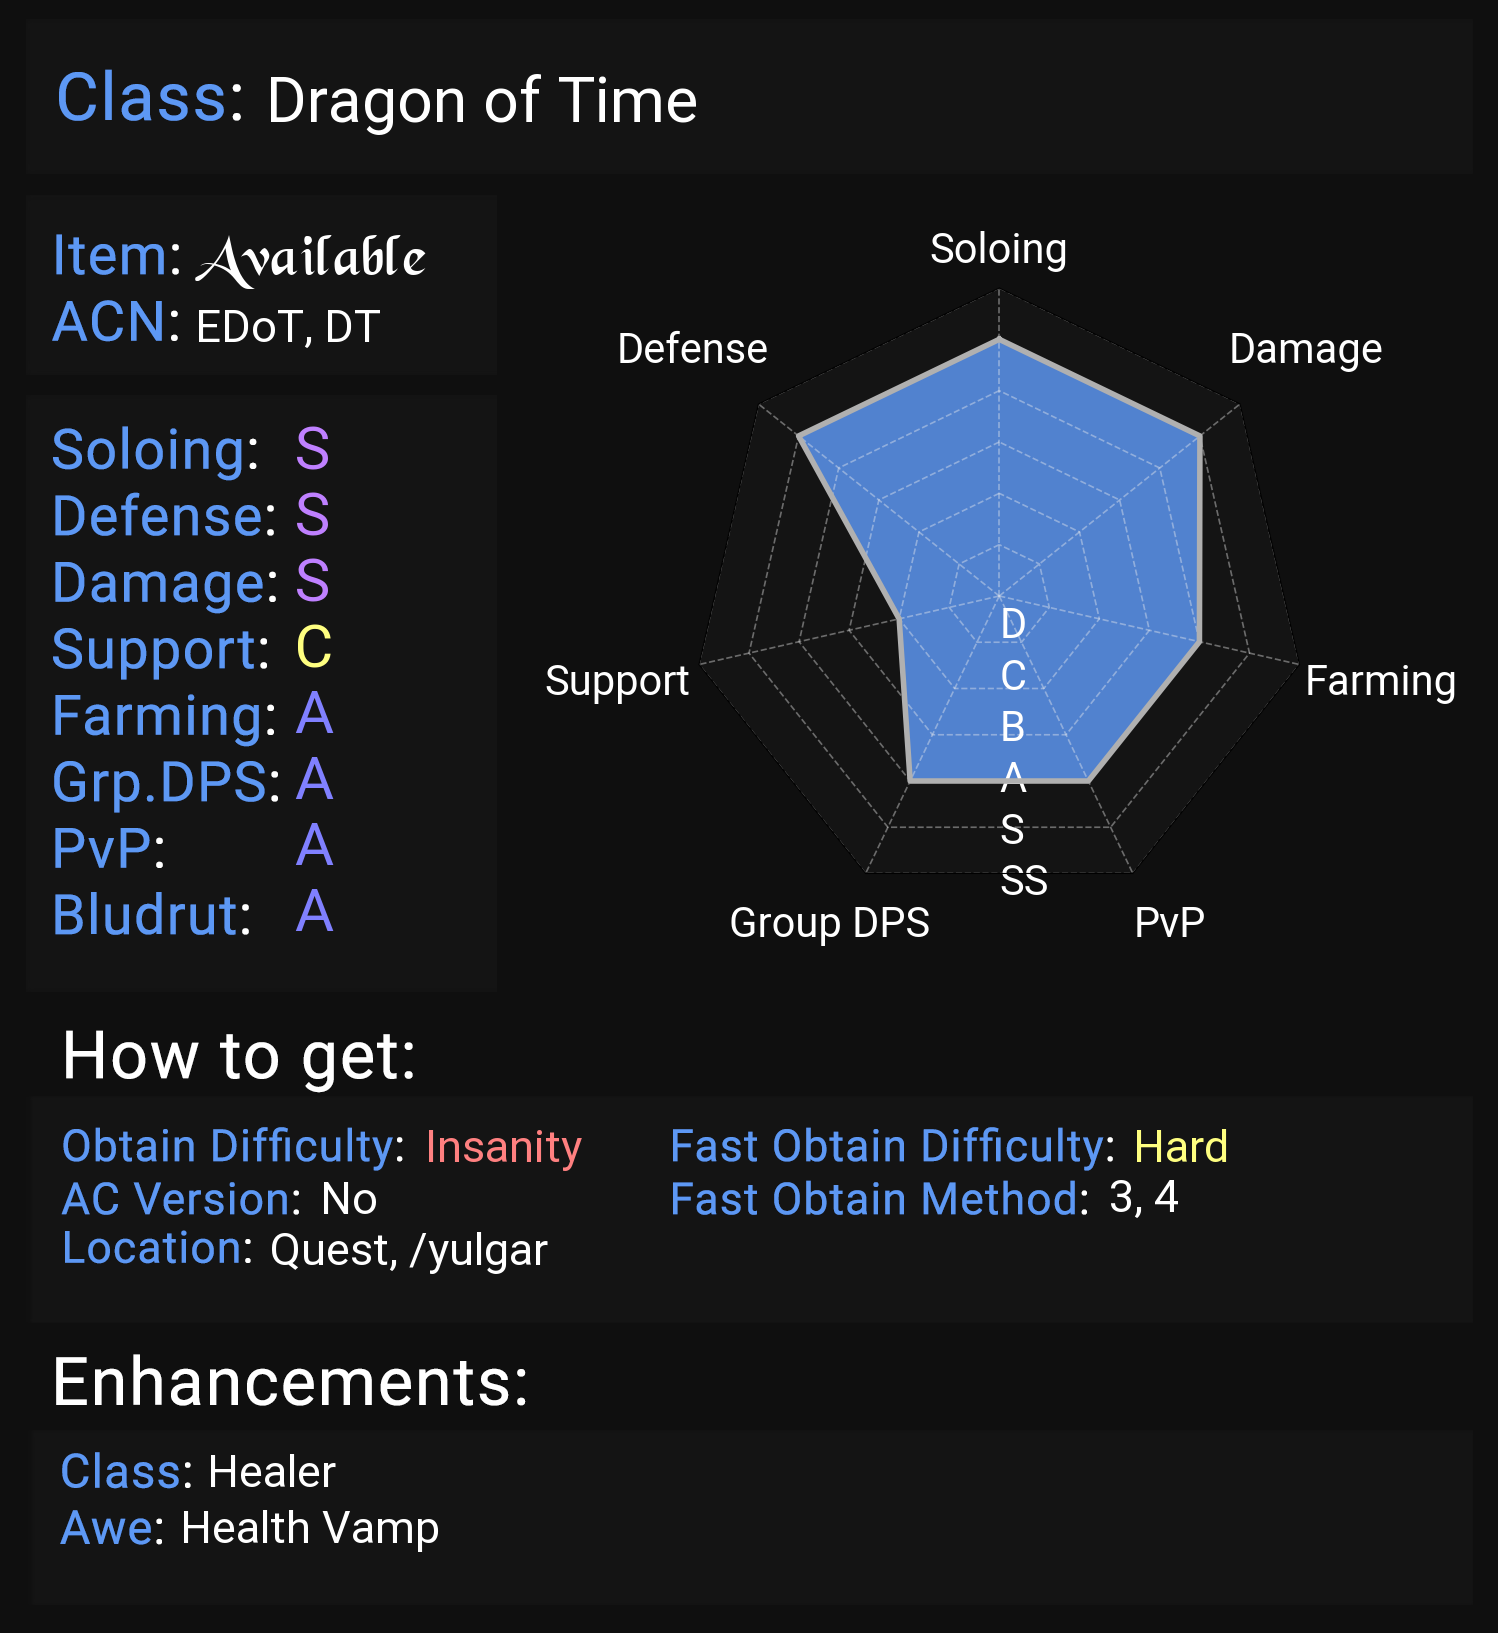 Class: Dragon of Time
Item: Available
ACN: EDoT, DT
Soloing: S
Defense: S
Damage: S
Support: C
Farming: A
Grp.DPS: A
PvP: A
Bludrut: A
Soloing
Defense
Damage
Support
Farming
Group DPS
PvP
D
C
B
A
S
SS
How to get:
Obtain Difficulty: Insanity
AC Version: No
Location: Quest, /yulgar
Fast Obtain Difficulty: Hard
Fast Obtain Method: 3, 4
Enhancements:
Class: Healer
Awe: Health Vamp